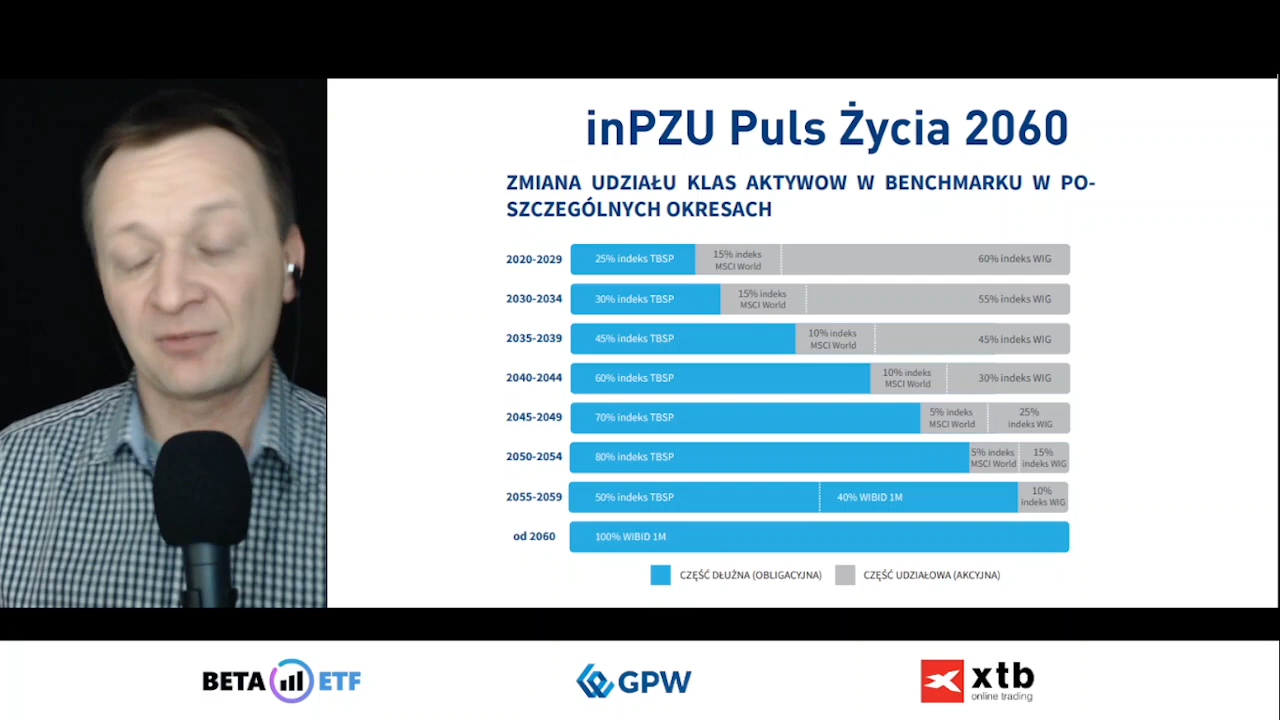 inPZU Puls Życia 2060
ZMIANA UDZIAŁU KLAS AKTYWOW W BENCHMARKU W PO-
SZCZEGÓLNYCH OKRESACH
2020-2029 25% indeks TBSP 15% indeks MSCI World 60% indeks WIG
2030-2034 30% indeks TBSP 15% indeks MSCI World 55% indeks WIG
2035-2039 45% indeks TBSP 10% indeks MSCI World 45% indeks WIG
2040-2044 60% indeks TBSP 10% indeks MSCI World 30% indeks WIG
2045-2049 70% indeks TBSP 5% indeks MSCI World 25% indeks WIG
2050-2054 80% indeks TBSP 5% indeks MSCI World 15% indeks WIG
2055-2059 50% indeks TBSP 40% WIBID 1M 10% indeks WIG
od 2060 100% WIBID 1M
CZĘŚĆ DŁUŻNA (OBLIGACYJNA) CZĘŚĆ UDZIAŁOWA (AKCYJNA)
BETA ETF GPW xtb
online trading